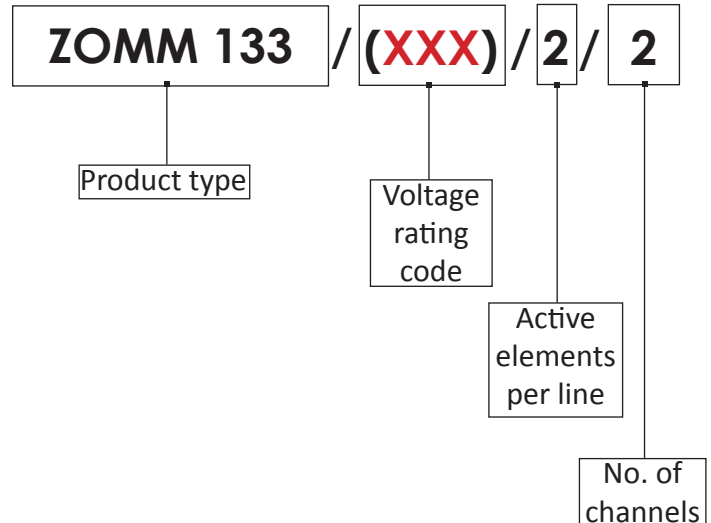 ZOMM 133 / (XXX) / 2 / 2
Product type
Voltage
rating
code
Active
elements
per line
No. of
channels